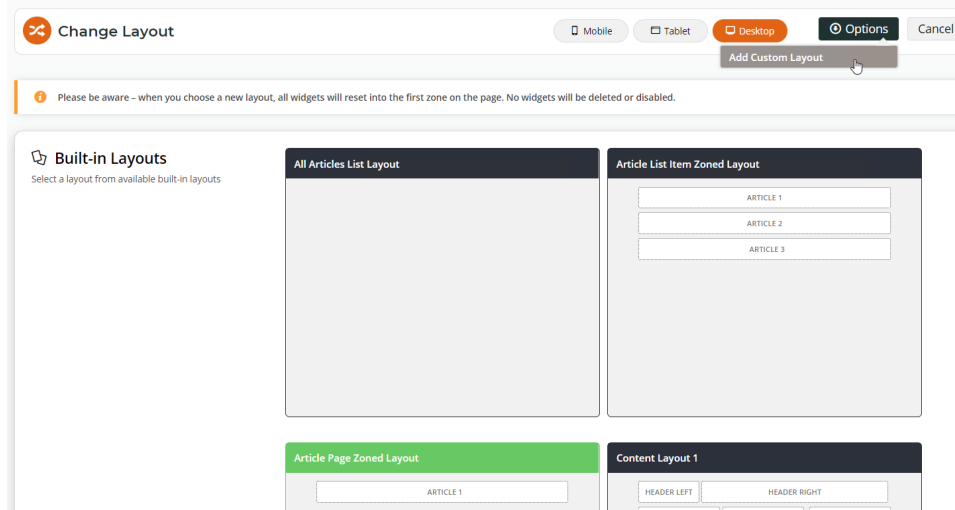 Change Layout
Mobile
Tablet
Desktop
Options
Cancel
Add Custom Layout
Please be aware – when you choose a new layout, all widgets will reset into the first zone on the page. No widgets will be deleted or disabled.
Built-in Layouts
Select a layout from available built-in layouts
All Articles List Layout
Article List Item Zoned Layout
ARTICLE 1
ARTICLE 2
ARTICLE 3
Article Page Zoned Layout
ARTICLE 1
Content Layout 1
HEADER LEFT
HEADER RIGHT